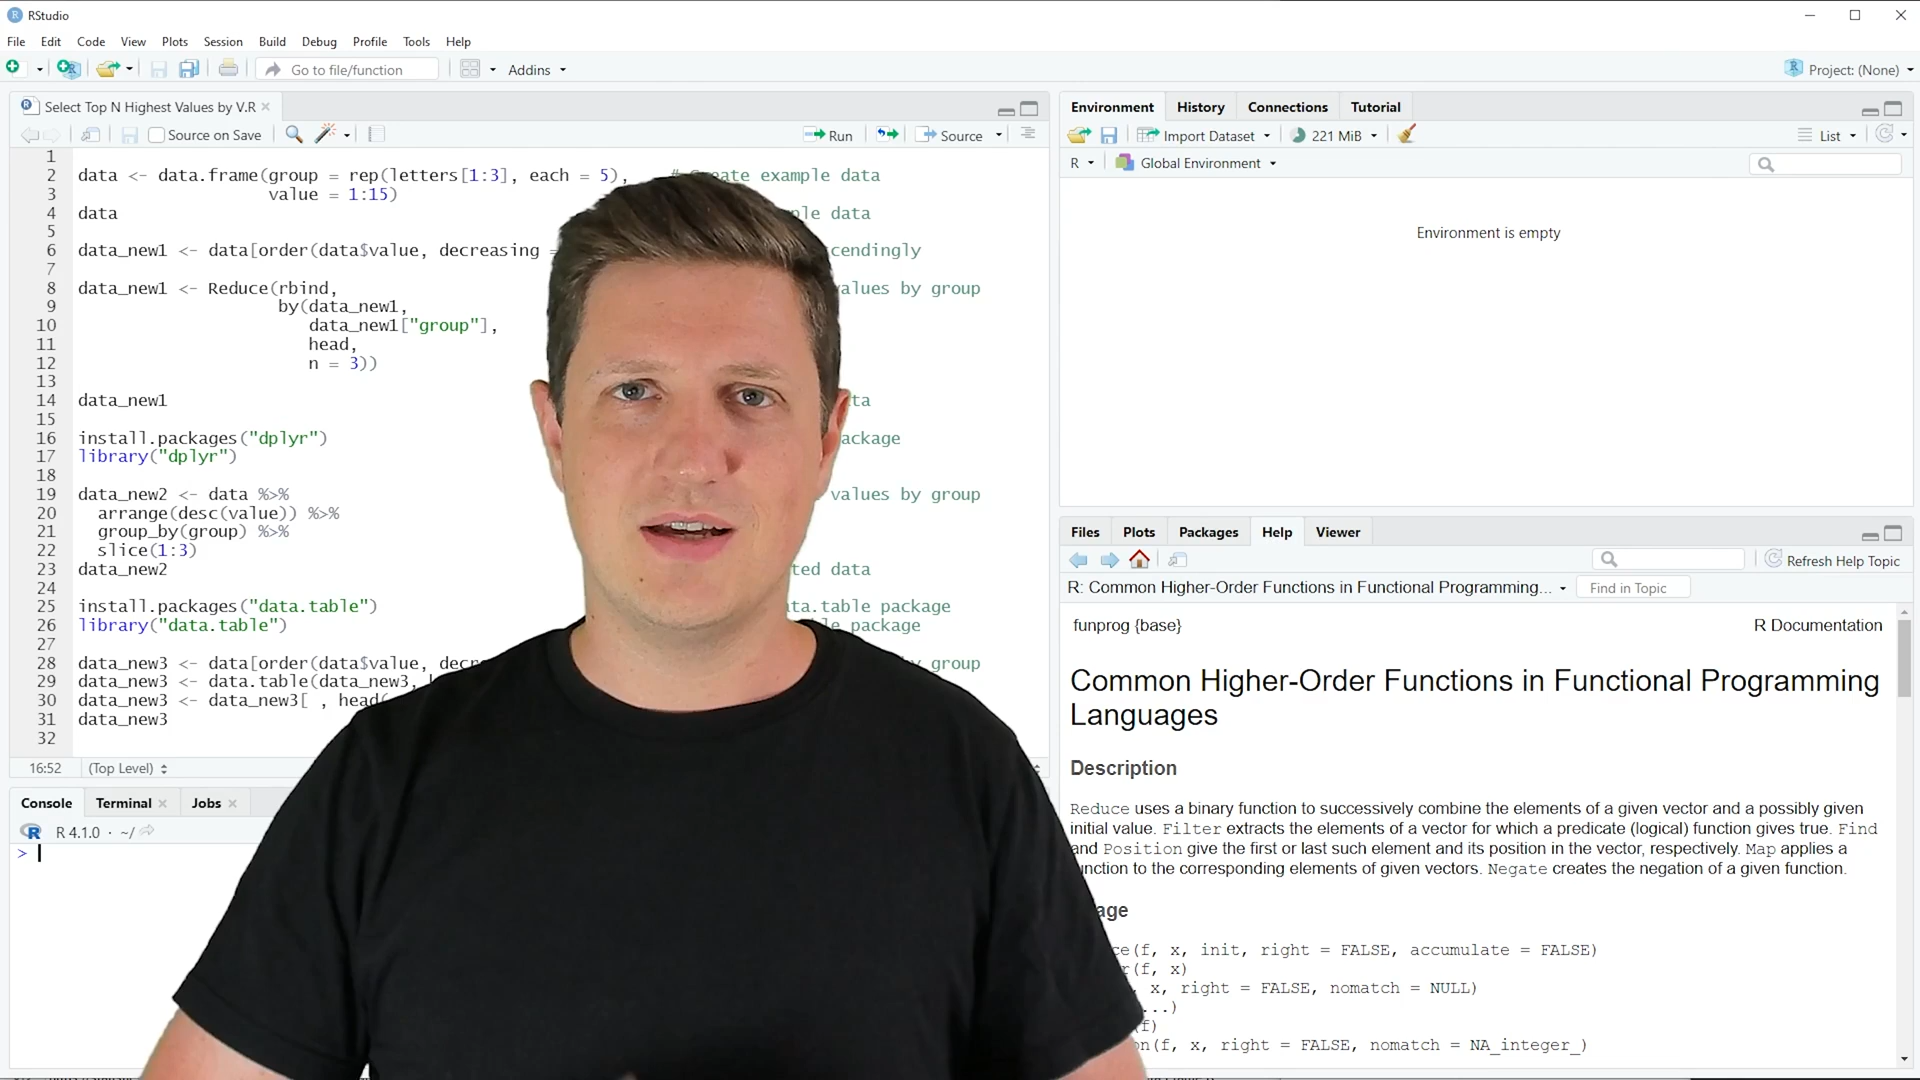 RStudio
File Edit Code View Plots Session Build Debug Profile Tools Help
Go to file/function Addins Project: (None)
Select Top N Highest Values by V.R
Source on Save Run Source
1
2 data <- data.frame(group = rep(letters[1:3], each = 5), # Create example data
3 value = 1:15)
4 data ple data
5
6 data_new1 <- data[order(data$value, decreasing = cendingly
7
8 data_new1 <- Reduce(rbind, values by group
9 by(data_new1,
10 data_new1["group"],
11 head,
12 n = 3))
13
14 data_new1 ta
15
16 install.packages("dplyr") ackage
17 library("dplyr")
18
19 data_new2 <- data %>% values by group
20 arrange(desc(value)) %>%
21 group_by(group) %>%
22 slice(1:3)
23 data_new2 ted data
24
25 install.packages("data.table") ta.table package
26 library("data.table") le package
27
28 data_new3 <- data[order(data$value, decr y group
29 data_new3 <- data.table(data_new3,
30 data_new3 <- data_new3[ , head(
31 data_new3
32
16:52 (Top Level)
Console Terminal Jobs
R 4.1.0 · ~/
>
Environment History Connections Tutorial
Import Dataset 221 MiB List
R Global Environment
Environment is empty
Files Plots Packages Help Viewer
Refresh Help Topic
R: Common Higher-Order Functions in Functional Programming... Find in Topic
funprog {base} R Documentation
Common Higher-Order Functions in Functional Programming
Languages
Description
Reduce uses a binary function to successively combine the elements of a given vector and a possibly given
initial value. Filter extracts the elements of a vector for which a predicate (logical) function gives true. Find
and Position give the first or last such element and its position in the vector, respectively. Map applies a
unction to the corresponding elements of given vectors. Negate creates the negation of a given function.
age
ce(f, x, init, right = FALSE, accumulate = FALSE)
r(f, x)
x, right = FALSE, nomatch = NULL)
...)
(f)
on(f, x, right = FALSE, nomatch = NA_integer_)